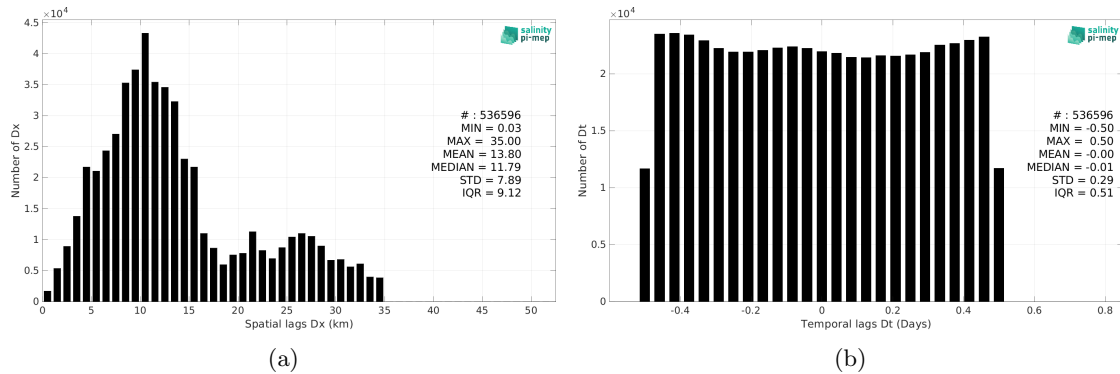 ×10⁴
4.5
4
3.5
3
2.5
2
1.5
1
0.5
0
Number of Dx
0 5 10 15 20 25 30 35 40 45 50
Spatial lags Dx (km)
salinity
pi-mep
# : 536596
MIN = 0.03
MAX = 35.00
MEAN = 13.80
MEDIAN = 11.79
STD = 7.89
IQR = 9.12
(a)
×10⁴
2
1.5
1
0.5
0
Number of Dt
-0.4 -0.2 0 0.2 0.4 0.6 0.8
Temporal lags Dt (Days)
salinity
pi-mep
# : 536596
MIN = -0.50
MAX = 0.50
MEAN = -0.00
MEDIAN = -0.01
STD = 0.29
IQR = 0.51
(b)